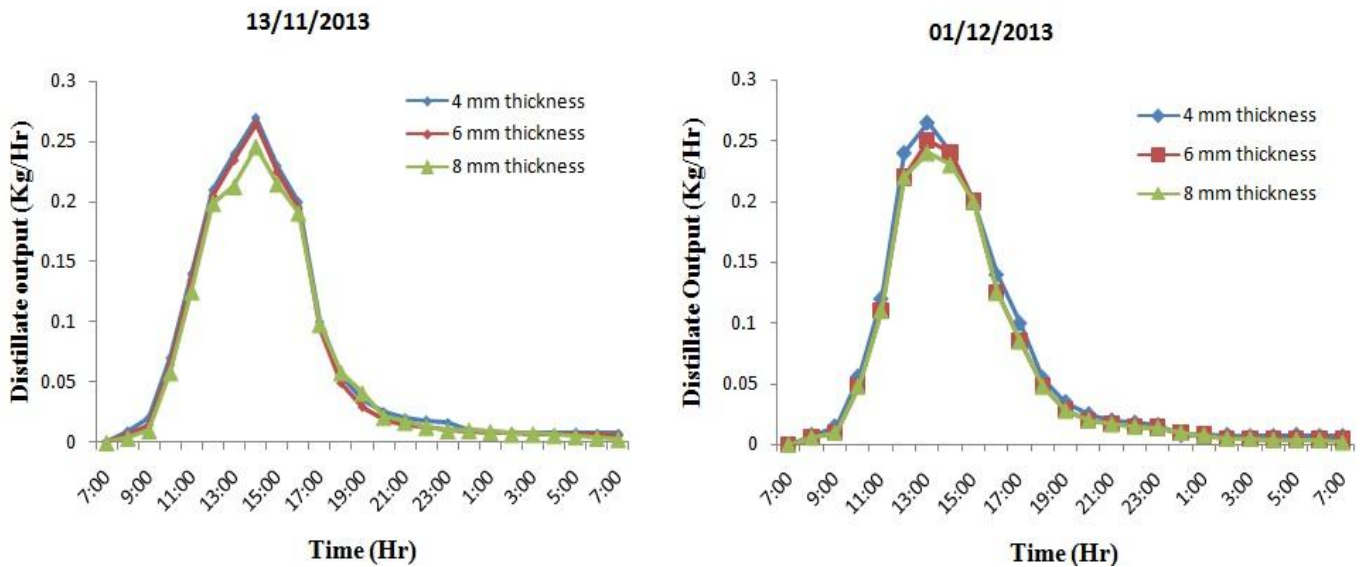 13/11/2013
Distillate output (Kg/Hr)
0.3
0.25
0.2
0.15
0.1
0.05
0
4 mm thickness
6 mm thickness
8 mm thickness
7:00 9:00 11:00 13:00 15:00 17:00 19:00 21:00 23:00 1:00 3:00 5:00 7:00
Time (Hr)
01/12/2013
Distillate Output (Kg/Hr)
0.3
0.25
0.2
0.15
0.1
0.05
0
4 mm thickness
6 mm thickness
8 mm thickness
7:00 9:00 11:00 13:00 15:00 17:00 19:00 21:00 23:00 1:00 3:00 5:00 7:00
Time (Hr)